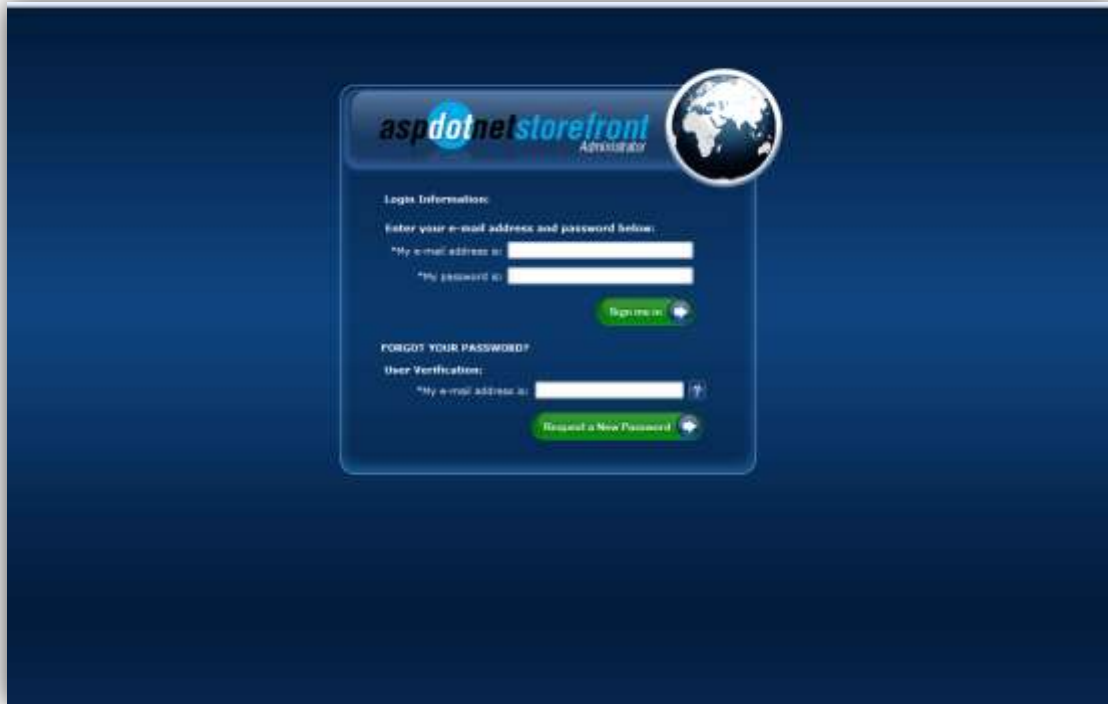 aspdotnetstorefront
Administrator
Login Information:
Enter your e-mail address and password below:
*My e-mail address is:
*My password is:
Sign me in
FORGOT YOUR PASSWORD?
User Verification:
*My e-mail address is:
?
Request a New Password